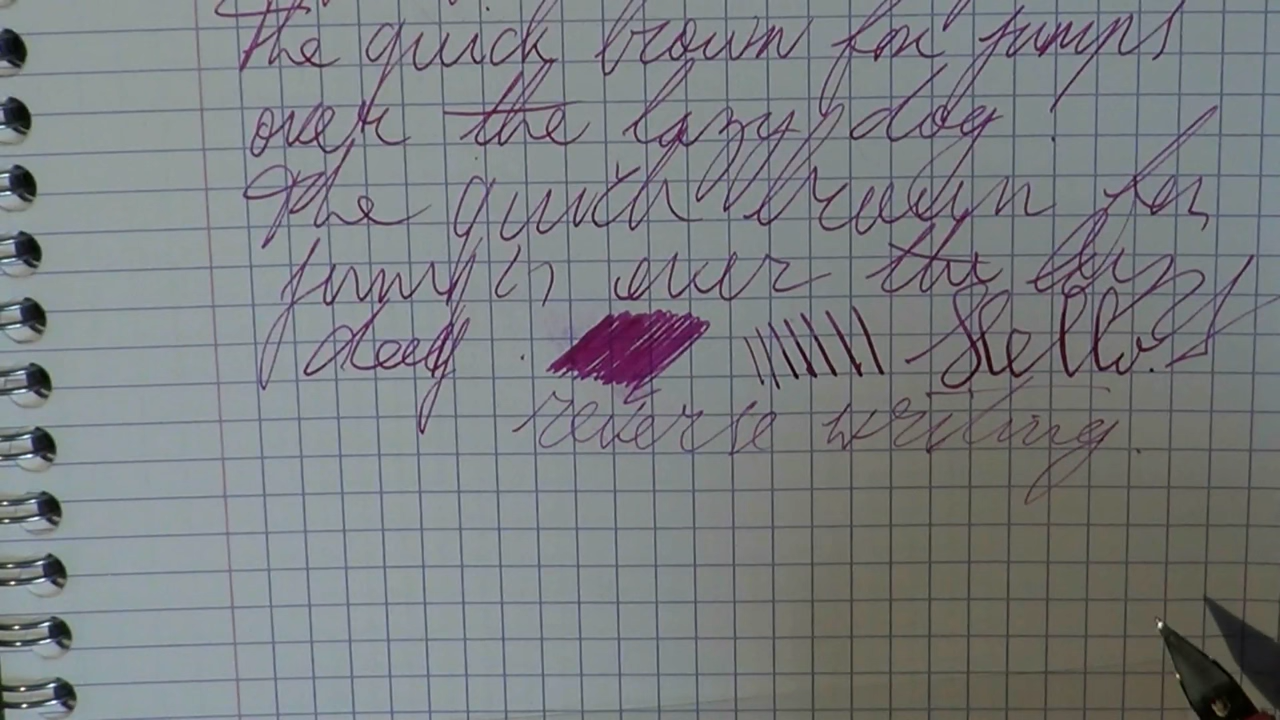 The quick brown fox jumps
over the lazy dog!
The quick brown fox
jumps over the lazy
dog. Hello.
reverse writing.